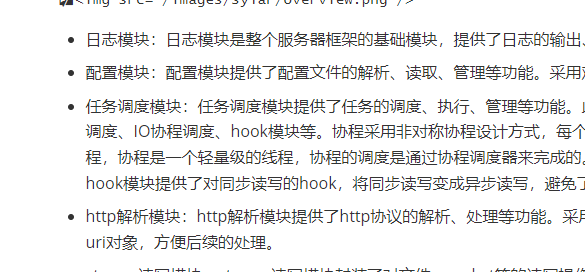 <img src="/images/sylar/overview.png"/>
日志模块：日志模块是整个服务器框架的基础模块，提供了日志的输出、
配置模块：配置模块提供了配置文件的解析、读取、管理等功能。采用
任务调度模块：任务调度模块提供了任务的调度、执行、管理等功能。
调度、IO协程调度、hook模块等。协程采用非对称协程设计方式，每个
程，协程是一个轻量级的线程，协程的调度是通过协程调度器来完成的。
hook模块提供了对同步读写的hook，将同步读写变成异步读写，避免了
http解析模块：http解析模块提供了http协议的解析、处理等功能。采用
uri对象，方便后续的处理。